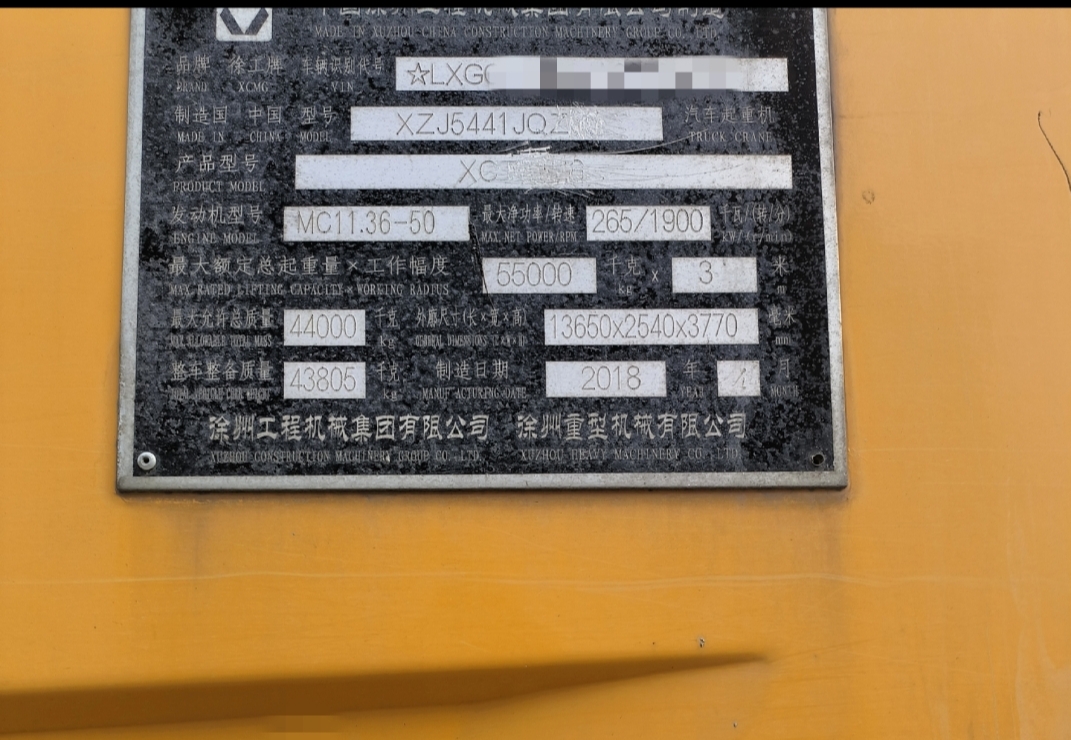 MADE IN XUZHOU CHINA CONSTRUCTION MACHINERY GROUP CO., LTD.
品牌 徐工牌 车辆识别代号 ☆LXG
BRAND XCMG VIN
制造国 中国 型号 XZJ5441JQZ 汽车起重机
MADE IN CHINA MODEL TRUCK CRANE
产品型号 XC
PRODUCT MODEL
发动机型号 MC11.36-50 最大净功率/转速 265/1900 千瓦/(转/分)
ENGINE MODEL MAX NET POWER/RPM kW/(r/min)
最大额定总起重量×工作幅度 55000 千克 x 3 米
MAX RATED LIFTING CAPACITY×WORKING RADIUS kg m
最大允许总质量 44000 千克 外廓尺寸(长×宽×高) 13650x2540x3770 毫米
MAX ALLOWABLE TOTAL MASS kg mm
整车整备质量 43805 千克 制造日期 2018 年 4 月
kg MANUFACTURING DATE YEAR MONTH
徐州工程机械集团有限公司 徐州重型机械有限公司
XUZHOU CONSTRUCTION MACHINERY GROUP CO., LTD. XUZHOU HEAVY MACHINERY CO., LTD